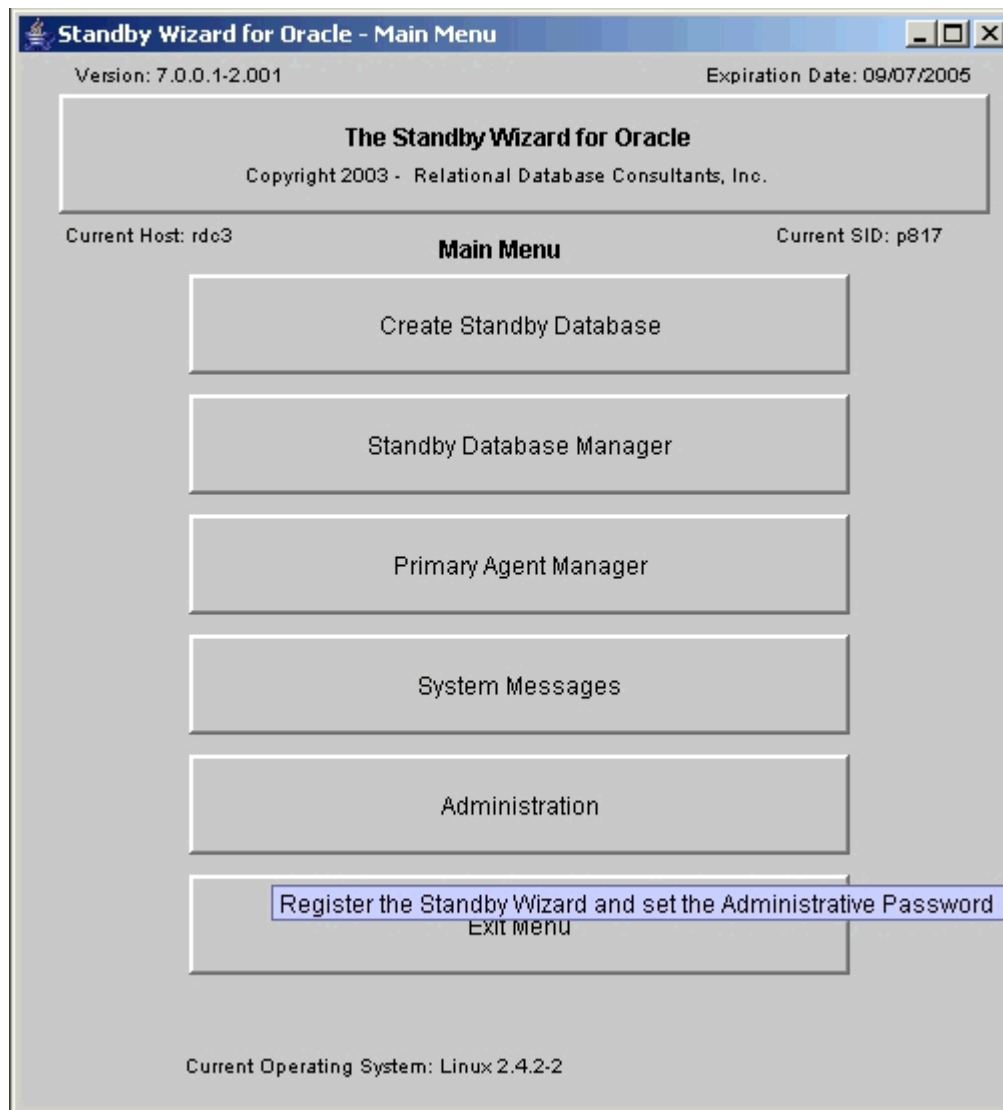 Standby Wizard for Oracle - Main Menu
Version: 7.0.0.1-2.001
Expiration Date: 09/07/2005
The Standby Wizard for Oracle
Copyright 2003 - Relational Database Consultants, Inc.
Current Host: rdc3
Current SID: p817
Main Menu
Create Standby Database
Standby Database Manager
Primary Agent Manager
System Messages
Administration
Register the Standby Wizard and set the Administrative Password
Exit Menu
Current Operating System: Linux 2.4.2-2